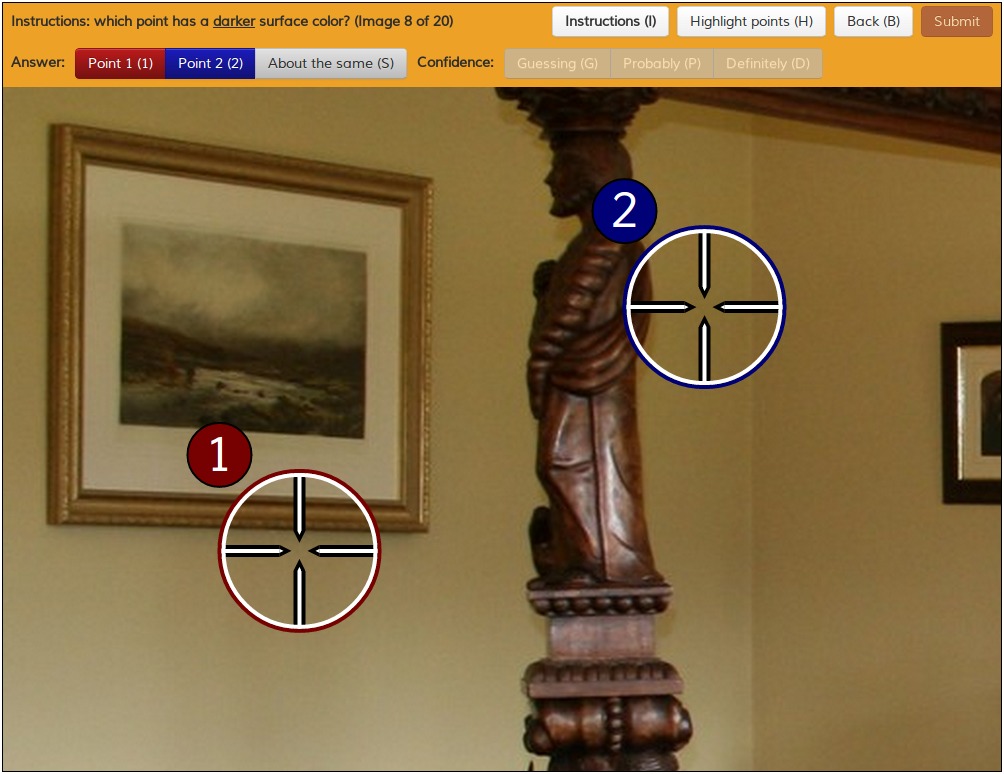 Instructions: which point has a darker surface color? (Image 8 of 20)
Instructions (I)
Highlight points (H)
Back (B)
Submit
Answer:
Point 1 (1)
Point 2 (2)
About the same (S)
Confidence:
Guessing (G)
Probably (P)
Definitely (D)
2
1